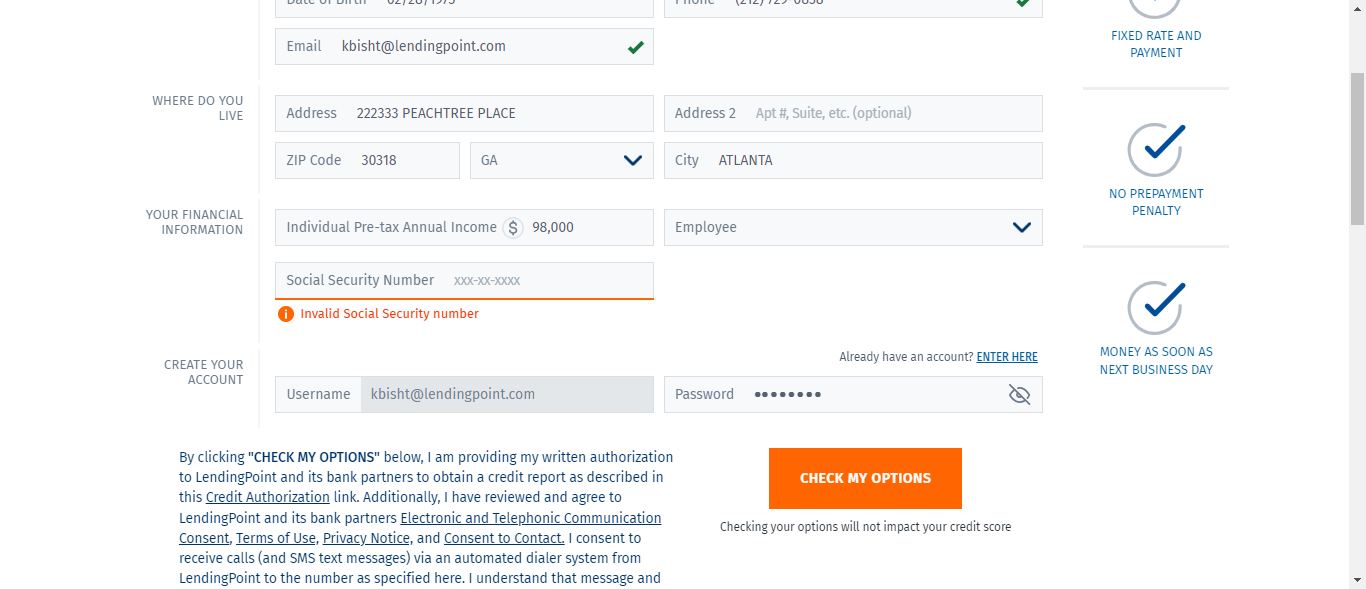 Date of Birth 02/28/1975
Phone (212) 729-0838
Email kbisht@lendingpoint.com
FIXED RATE AND
PAYMENT
WHERE DO YOU
LIVE
Address 222333 PEACHTREE PLACE
Address 2 Apt #, Suite, etc. (optional)
ZIP Code 30318
GA
City ATLANTA
NO PREPAYMENT
PENALTY
YOUR FINANCIAL
INFORMATION
Individual Pre-tax Annual Income $ 98,000
Employee
Social Security Number xxx-xx-xxxx
Invalid Social Security number
MONEY AS SOON AS
NEXT BUSINESS DAY
CREATE YOUR
ACCOUNT
Already have an account? ENTER HERE
Username kbisht@lendingpoint.com
Password ••••••••
By clicking "CHECK MY OPTIONS" below, I am providing my written authorization
to LendingPoint and its bank partners to obtain a credit report as described in
this Credit Authorization link. Additionally, I have reviewed and agree to
LendingPoint and its bank partners Electronic and Telephonic Communication
Consent, Terms of Use, Privacy Notice, and Consent to Contact. I consent to
receive calls (and SMS text messages) via an automated dialer system from
LendingPoint to the number as specified here. I understand that message and
CHECK MY OPTIONS
Checking your options will not impact your credit score